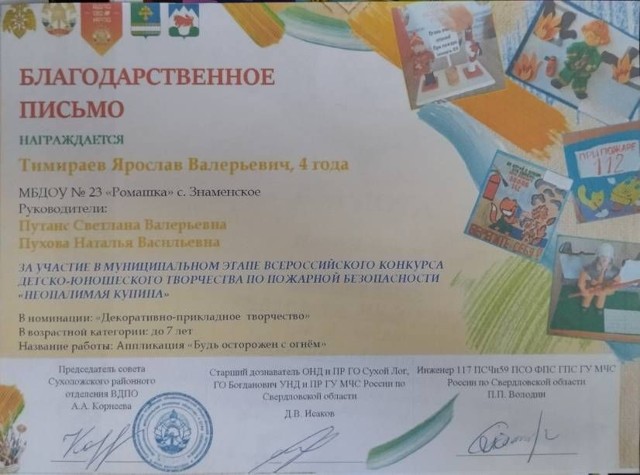 БЛАГОДАРСТВЕННОЕ
ПИСЬМО
НАГРАЖДАЕТСЯ
Тимираев Ярослав Валерьевич, 4 года
МБДОУ № 23 «Ромашка» с. Знаменское
Руководители:
Путанс Светлана Валерьевна
Пухова Наталья Васильевна
ЗА УЧАСТИЕ В МУНИЦИПАЛЬНОМ ЭТАПЕ ВСЕРОССИЙСКОГО КОНКУРСА
ДЕТСКО-ЮНОШЕСКОГО ТВОРЧЕСТВА ПО ПОЖАРНОЙ БЕЗОПАСНОСТИ
«НЕОПАЛИМАЯ КУПИНА»
В номинации: «Декоративно-прикладное творчество»
В возрастной категории: до 7 лет
Название работы: Аппликация «Будь осторожен с огнём»
Председатель совета
Сухоложского районного
отделения ВДПО
А.А. Корнеева
Старший дознаватель ОНД и ПР ГО Сухой Лог,
ГО Богданович УНД и ПР ГУ МЧС России по
Свердловской области
Д.В. Исаков
Инженер 117 ПСЧи59 ПСО ФПС ГПС ГУ МЧС
России по Свердловской области
П.П. Володин
ПРИ ПОЖАРЕ
112